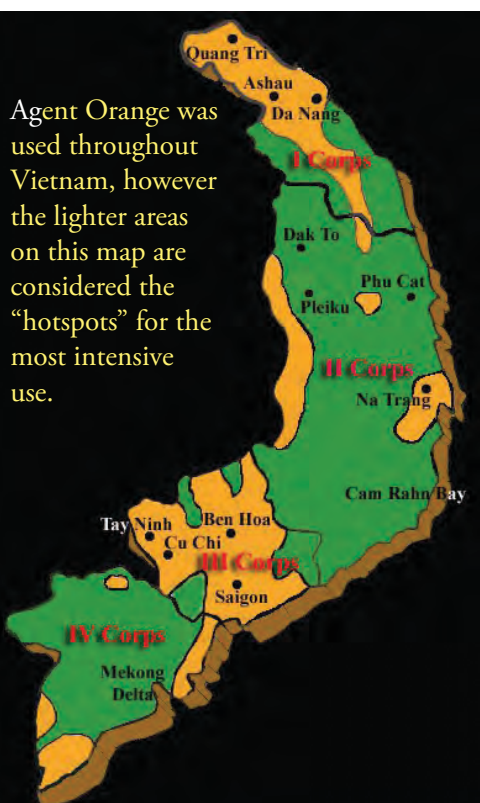 Quang Tri
Ashau
Da Nang
Agent Orange was
used throughout
Vietnam, however
the lighter areas
on this map are
considered the
“hotspots” for the
most intensive
use.
I Corps
Dak To
Phu Cat
Pleiku
II Corps
Na Trang
Cam Rahn Bay
Tay Ninh
Ben Hoa
Cu Chi
III Corps
Saigon
IV Corps
Mekong
Delta